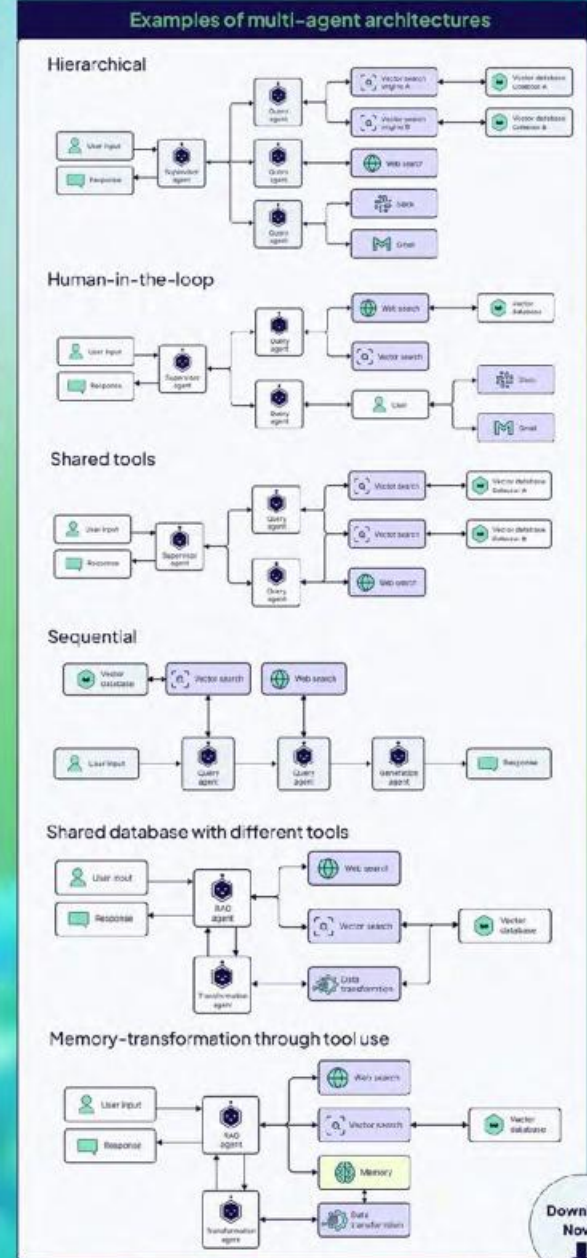 Examples of multi-agent architectures
Hierarchical
User Input
Response
Supervisor
agent
Query
agent
Vector search
engine A
Vector database
Collection A
Vector search
engine B
Vector database
Collection B
Query
agent
Web search
Query
agent
Slack
Gmail
Human-in-the-loop
User Input
Response
Supervisor
agent
Query
agent
Web search
Vector
database
Vector search
Query
agent
User
Slack
Gmail
Shared tools
User Input
Response
Supervisor
agent
Query
agent
Vector search
Vector database
Collection A
Vector search
Vector database
Collection B
Query
agent
Web search
Sequential
Vector
Database
Vector search
Web search
User Input
Query
agent
Query
agent
agent
Response
Shared database with different tools
User Input
Response
RAG
agent
Web search
Vector search
Vector
database
Transformation
agent
Data
transformation
Memory-transformation through tool use
User Input
Response
RAG
agent
Web search
Vector search
Vector
database
Memory
Transformation
agent
Data
transformation
Down
Now